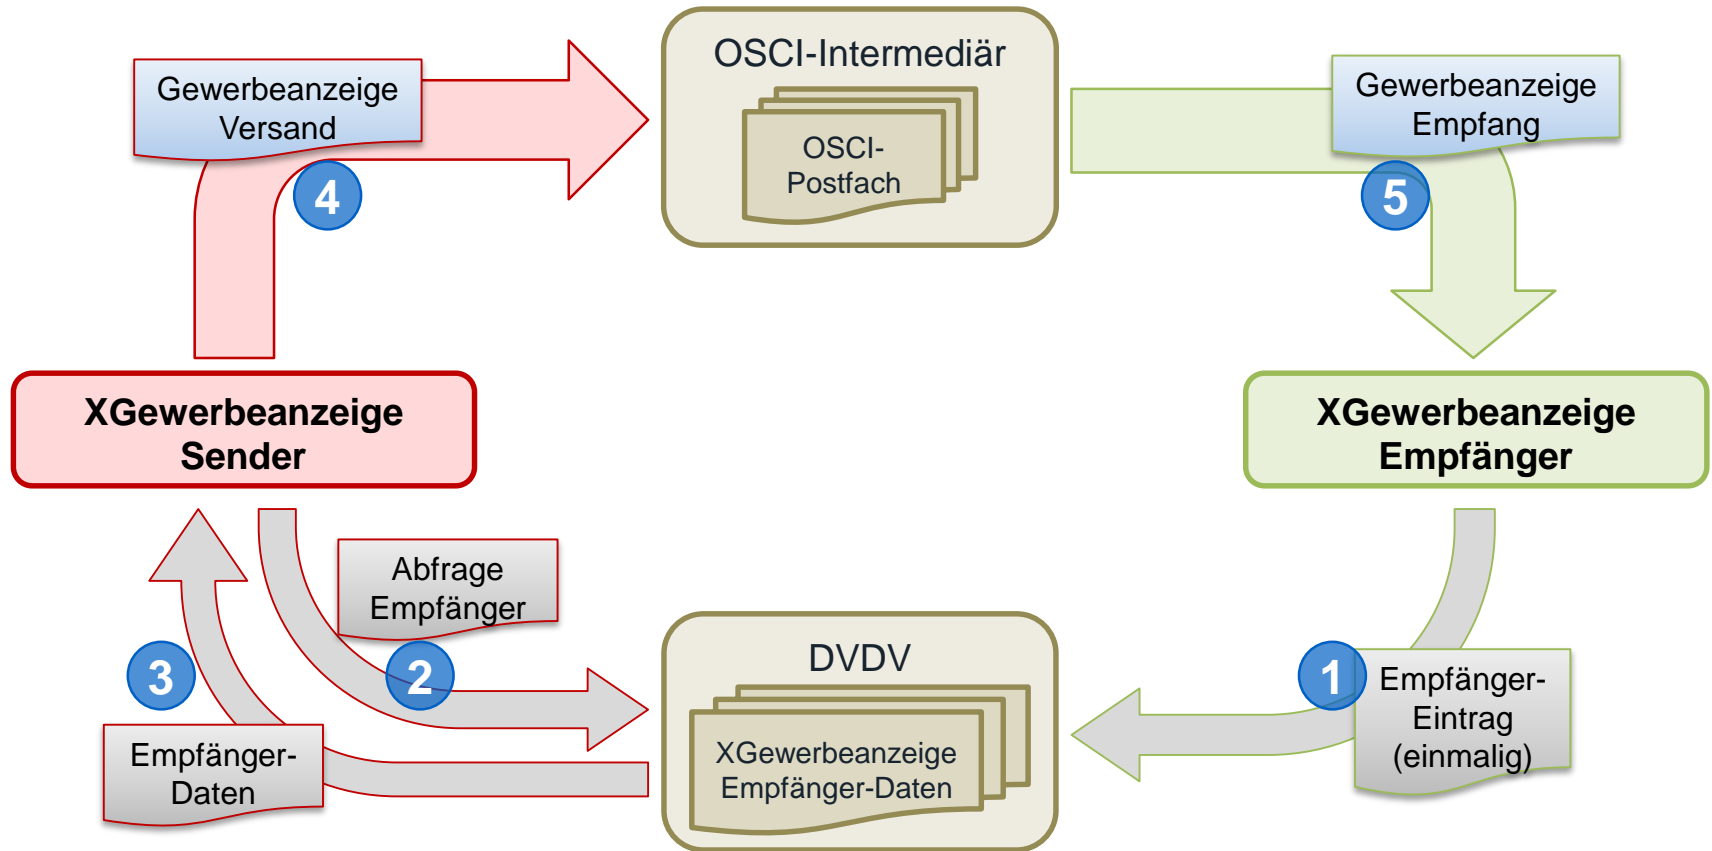 OSCI-Intermediär
OSCI-
Postfach
Gewerbeanzeige
Versand
4
Gewerbeanzeige
Empfang
5
XGewerbeanzeige
Sender
XGewerbeanzeige
Empfänger
Abfrage
Empfänger
2
3
Empfänger-
Daten
DVDV
XGewerbeanzeige
Empfänger-Daten
1
Empfänger-
Eintrag
(einmalig)